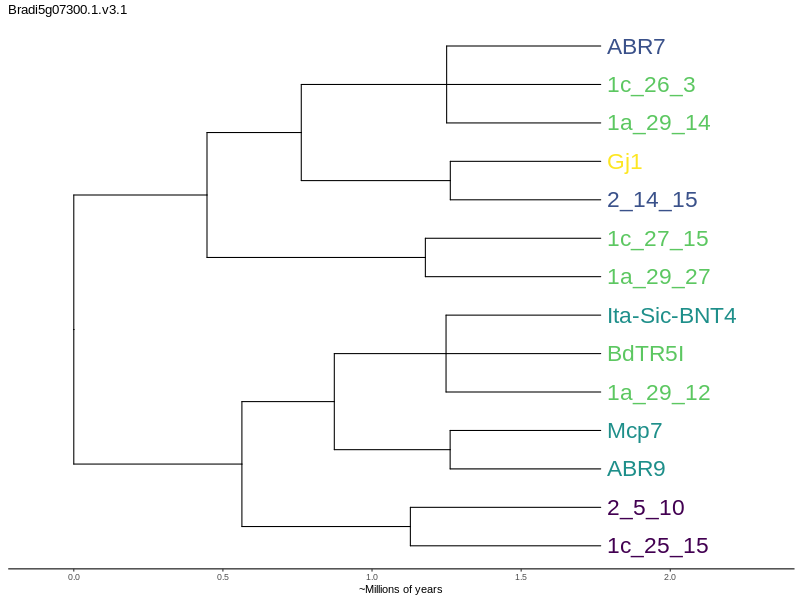 Bradi5g07300.1.v3.1
ABR7
1c_26_3
1a_29_14
Gj1
2_14_15
1c_27_15
1a_29_27
Ita-Sic-BNT4
BdTR5I
1a_29_12
Mcp7
ABR9
2_5_10
1c_25_15
0.0 0.5 1.0 1.5 2.0
~Millions of years